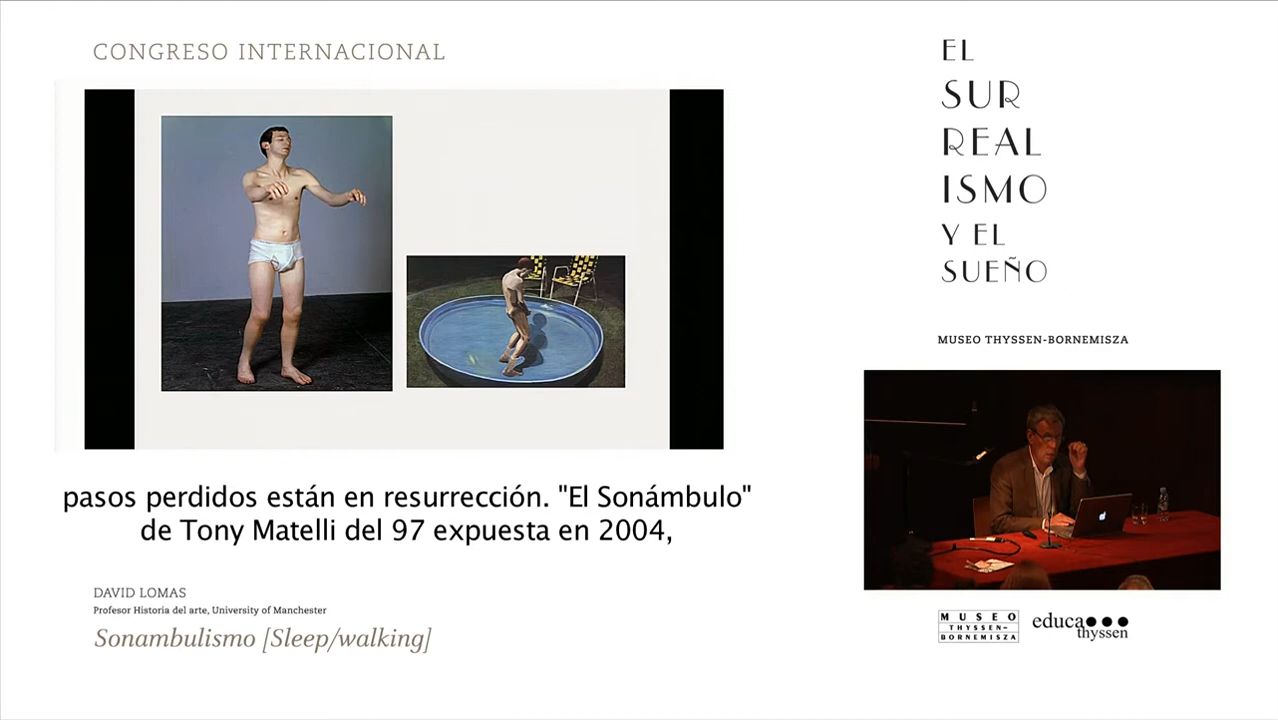 CONGRESO INTERNACIONAL
EL
SUR
REAL
ISMO
Y EL
SUEÑO
MUSEO THYSSEN-BORNEMISZA
pasos perdidos están en resurrección. "El Sonámbulo"
de Tony Matelli del 97 expuesta en 2004,
DAVID LOMAS
Profesor Historia del arte, University of Manchester
Sonambulismo [Sleep/walking]
MUSEO
THYSSEN-
BORNEMISZA
educa
thyssen